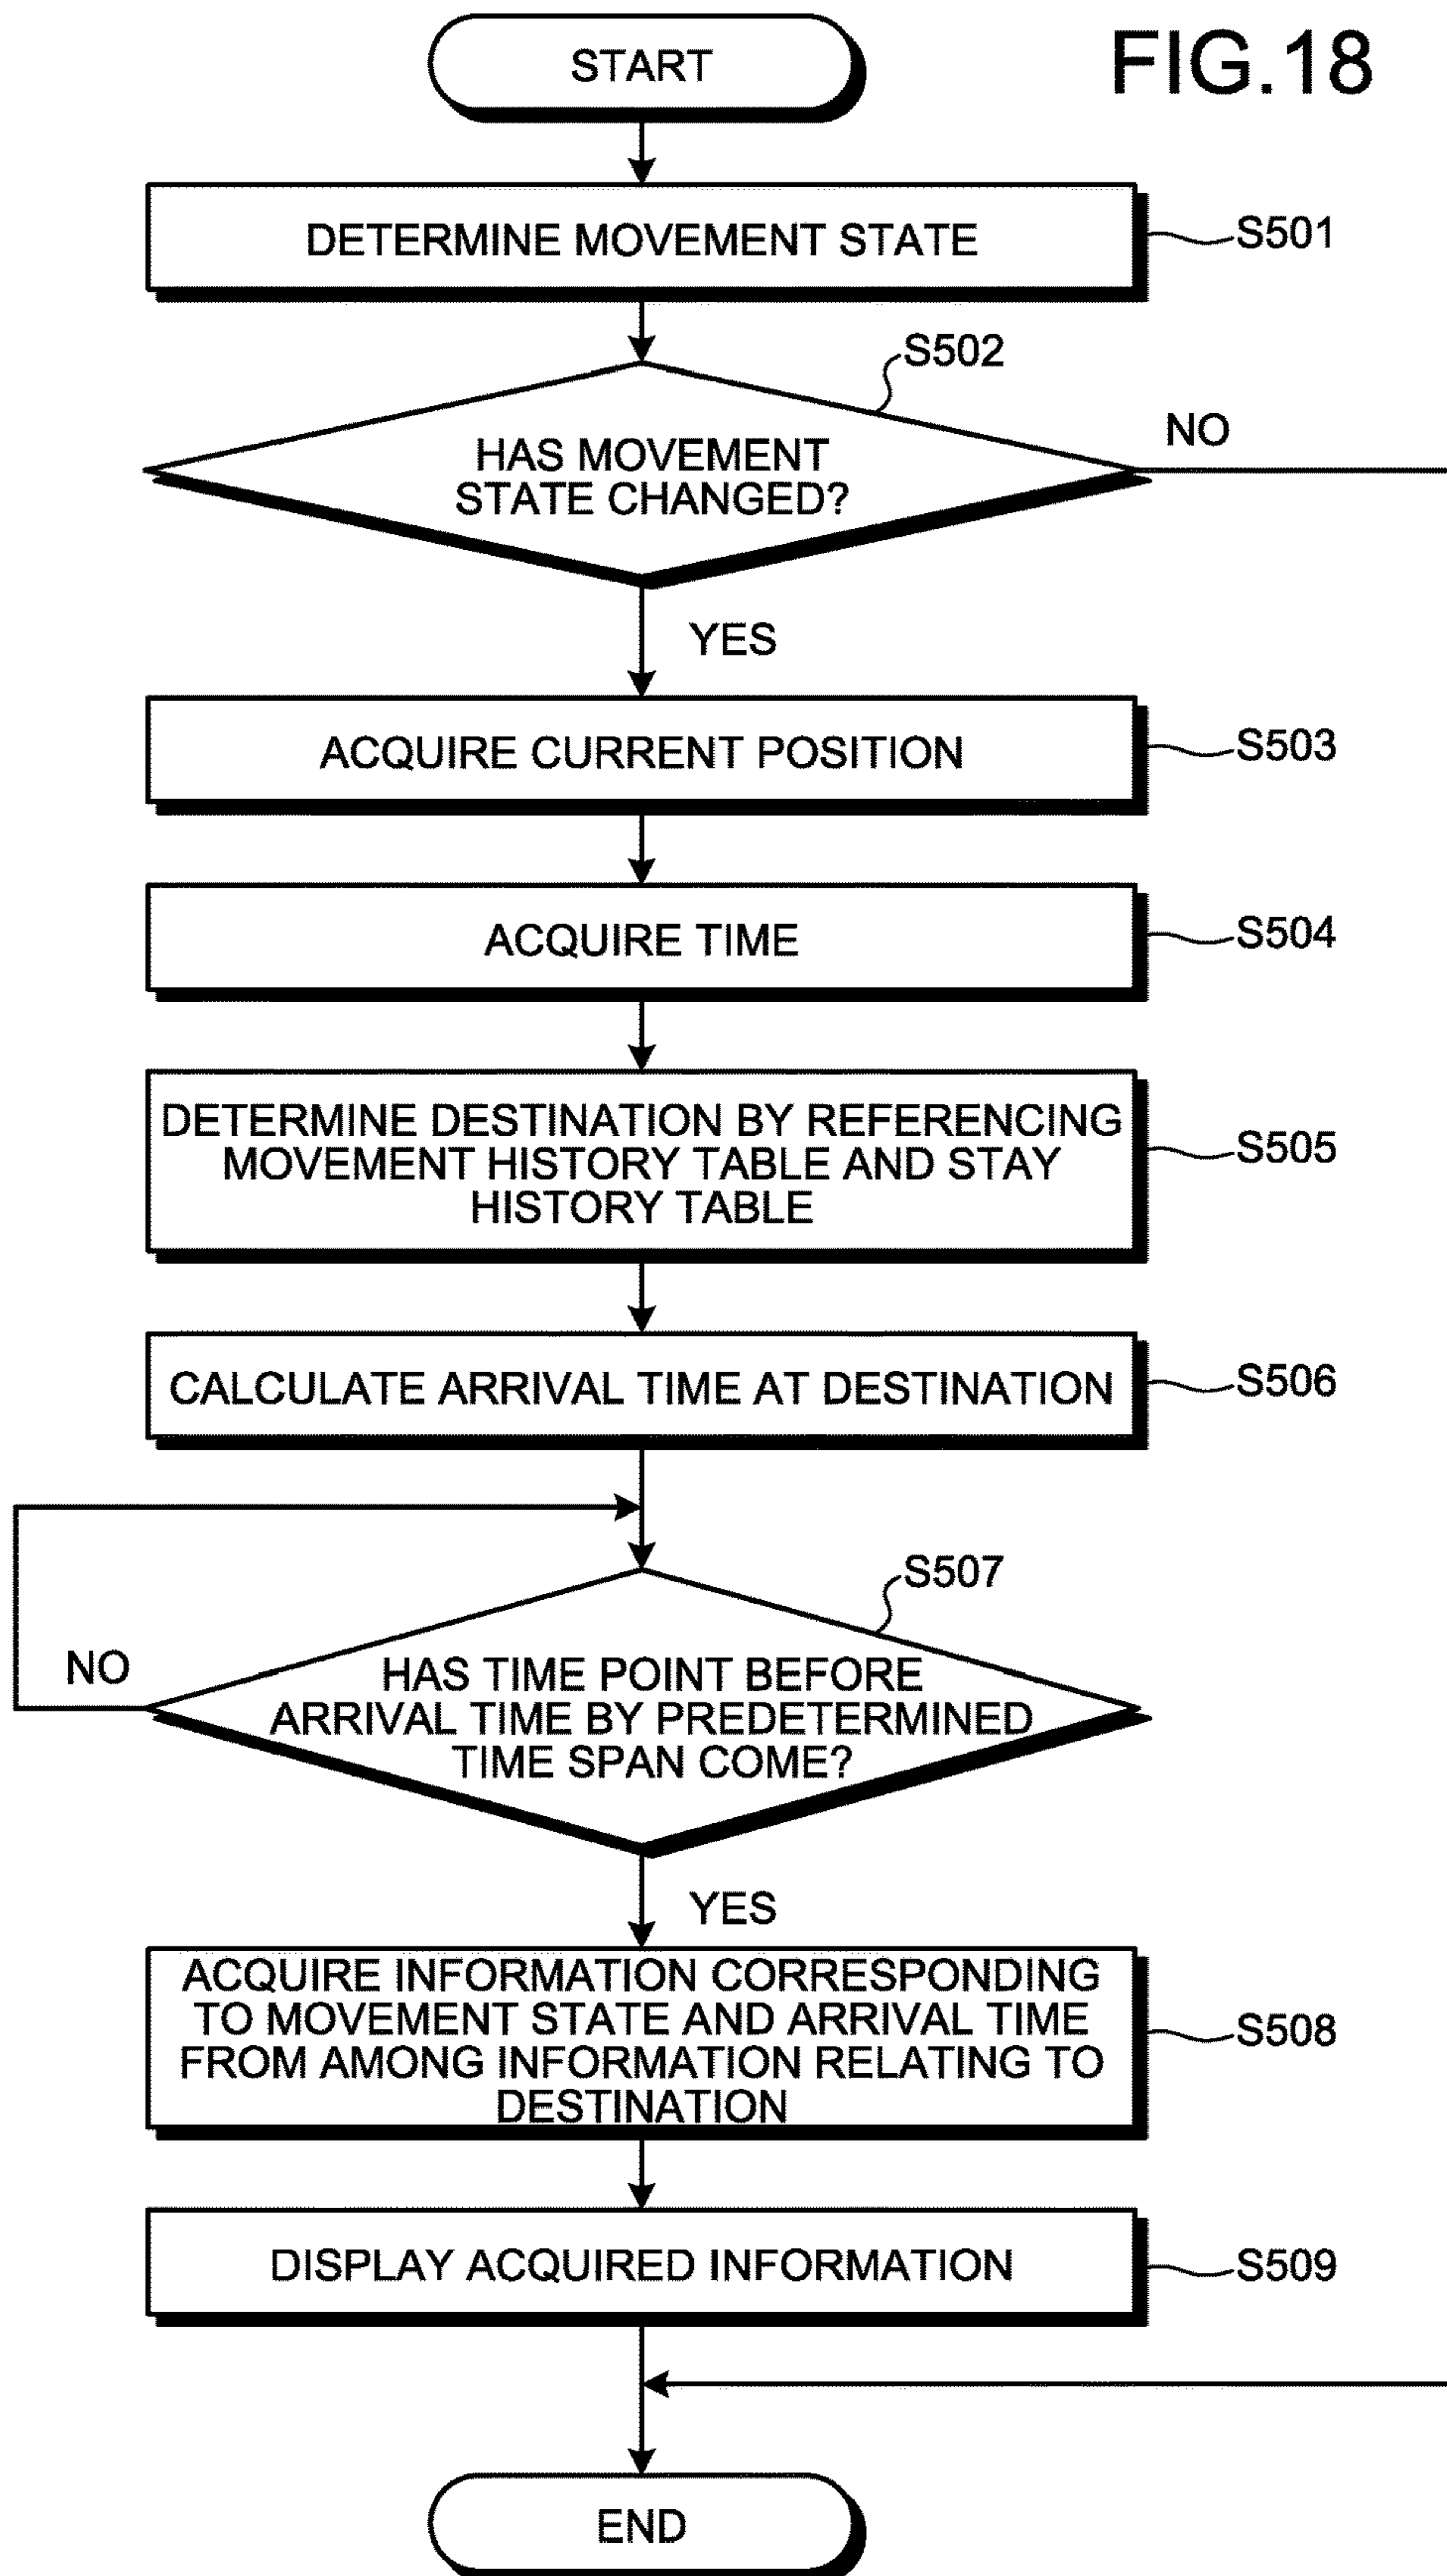 FIG.18
START
DETERMINE MOVEMENT STATE
S501
S502
HAS MOVEMENT
STATE CHANGED?
NO
YES
ACQUIRE CURRENT POSITION
S503
ACQUIRE TIME
S504
DETERMINE DESTINATION BY REFERENCING
MOVEMENT HISTORY TABLE AND STAY
HISTORY TABLE
S505
CALCULATE ARRIVAL TIME AT DESTINATION
S506
S507
NO
HAS TIME POINT BEFORE
ARRIVAL TIME BY PREDETERMINED
TIME SPAN COME?
YES
ACQUIRE INFORMATION CORRESPONDING
TO MOVEMENT STATE AND ARRIVAL TIME
FROM AMONG INFORMATION RELATING TO
DESTINATION
S508
DISPLAY ACQUIRED INFORMATION
S509
END